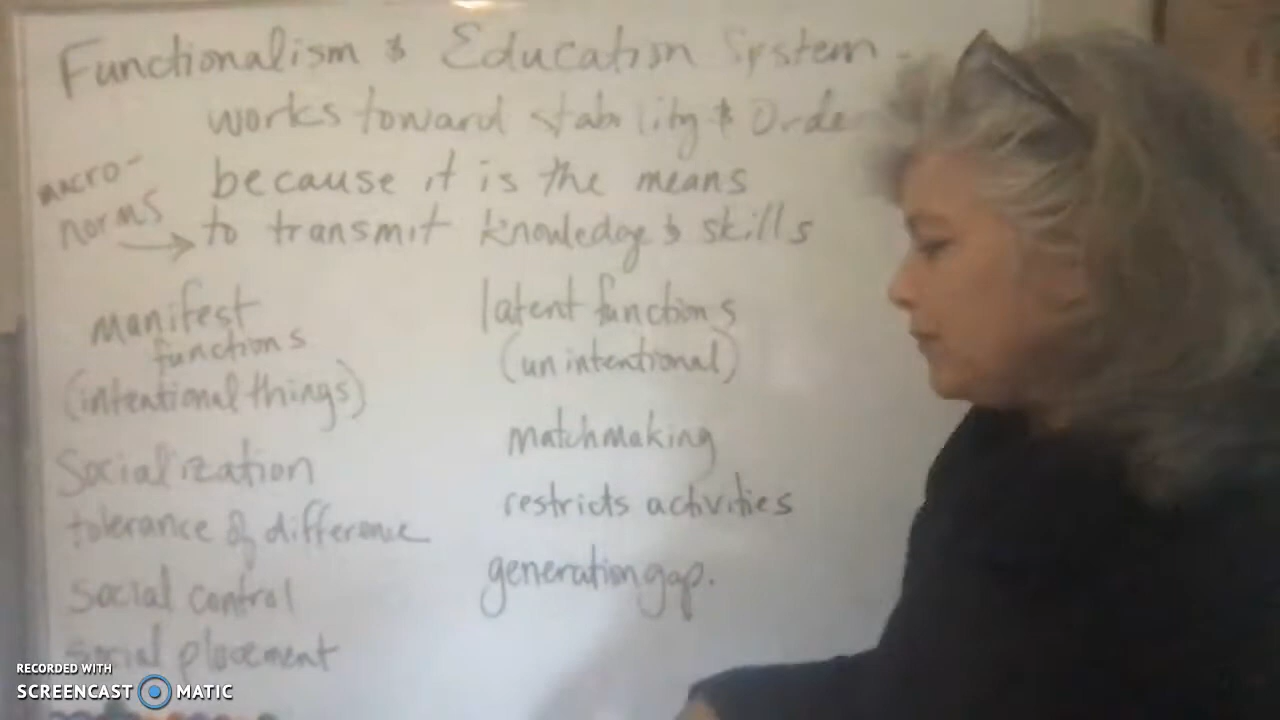 Functionalism & Education System -
works toward stability & Orde
because it is the means
macro-
norms → to transmit knowledge & skills
manifest
functions
(intentional things)
Socialization
tolerance of difference
social control
social placement
latent functions
(unintentional)
matchmaking
restricts activities
generation gap.
RECORDED WITH
SCREENCAST MATIC